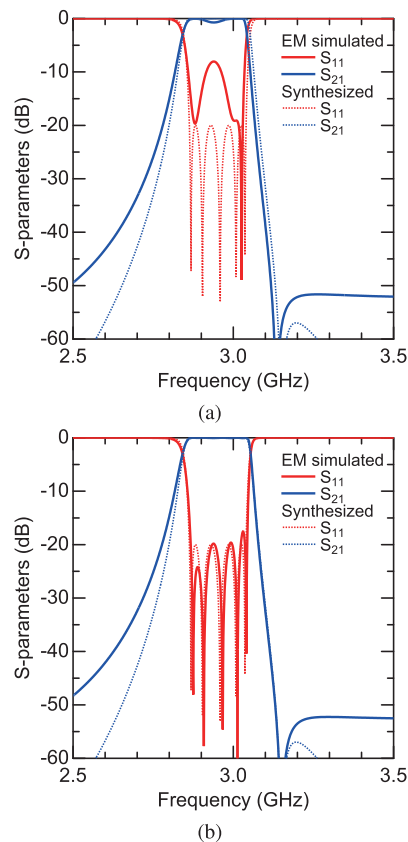 0
-10
-20
-30
-40
-50
-60
S-parameters (dB)
EM simulated
S11
S21
Synthesized
S11
S21
2.5
3.0
3.5
Frequency (GHz)
(a)
0
-10
-20
-30
-40
-50
-60
S-parameters (dB)
EM simulated
S11
S21
Synthesized
S11
S21
2.5
3.0
3.5
Frequency (GHz)
(b)